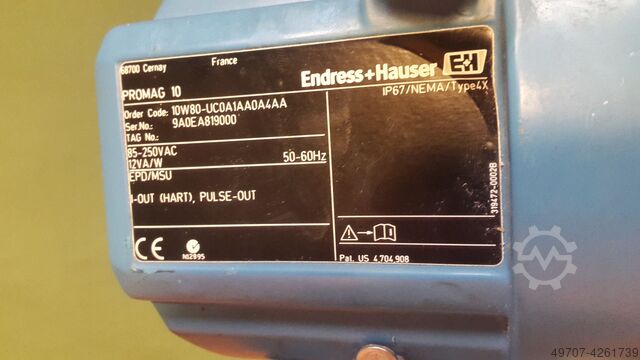 68700 Cernay France
Endress+Hauser E+H
PROMAG 10
IP67/NEMA/Type4X
Order Code: 10W80-UC0A1AA0A4AA
Ser.No.: 9A0EA819000
TAG No.:
85-250VAC 50-60Hz
12VA/W
EPD/MSU
I-OUT (HART), PULSE-OUT
319472-0002B
CE
N12895
Pat. US 4.704.908
49707-4261739